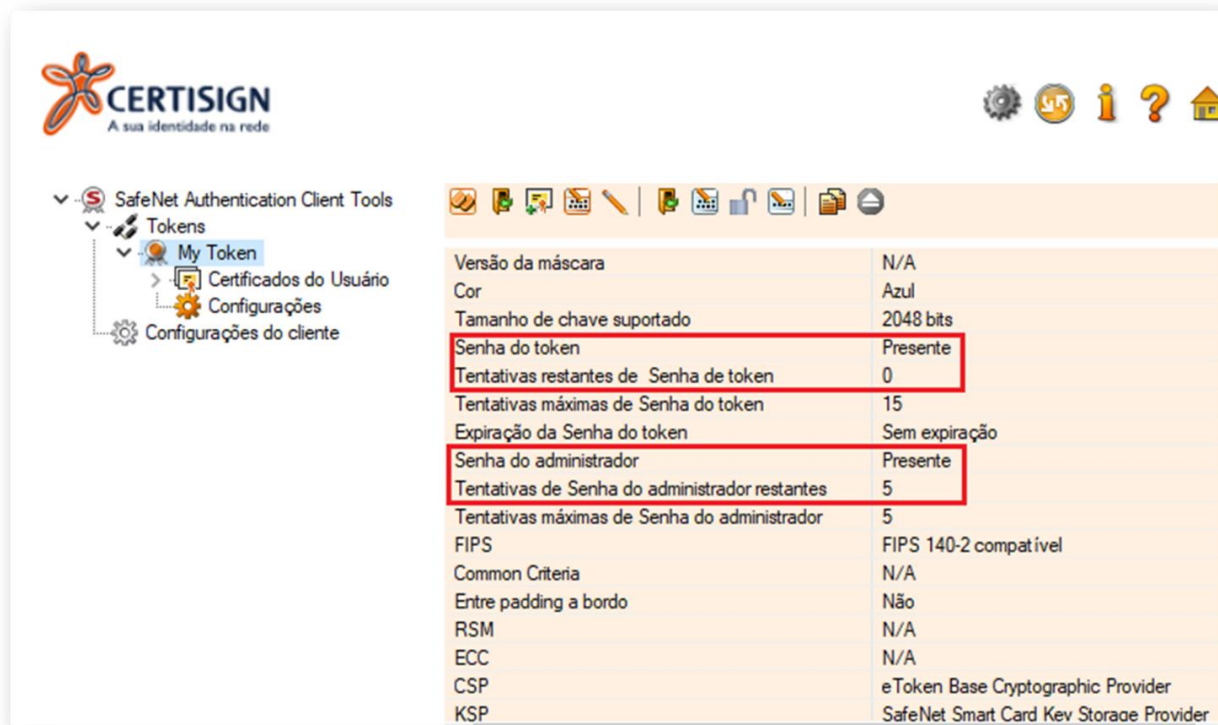 CERTISIGN
A sua identidade na rede
SafeNet Authentication Client Tools
Tokens
My Token
Certificados do Usuário
Configurações
Configurações do cliente
Versão da máscara N/A
Cor Azul
Tamanho de chave suportado 2048 bits
Senha do token Presente
Tentativas restantes de Senha de token 0
Tentativas máximas de Senha do token 15
Expiração da Senha do token Sem expiração
Senha do administrador Presente
Tentativas de Senha do administrador restantes 5
Tentativas máximas de Senha do administrador 5
FIPS FIPS 140-2 compatível
Common Criteria N/A
Entre padding a bordo Não
RSM N/A
ECC N/A
CSP eToken Base Cryptographic Provider
KSP SafeNet Smart Card Key Storage Provider